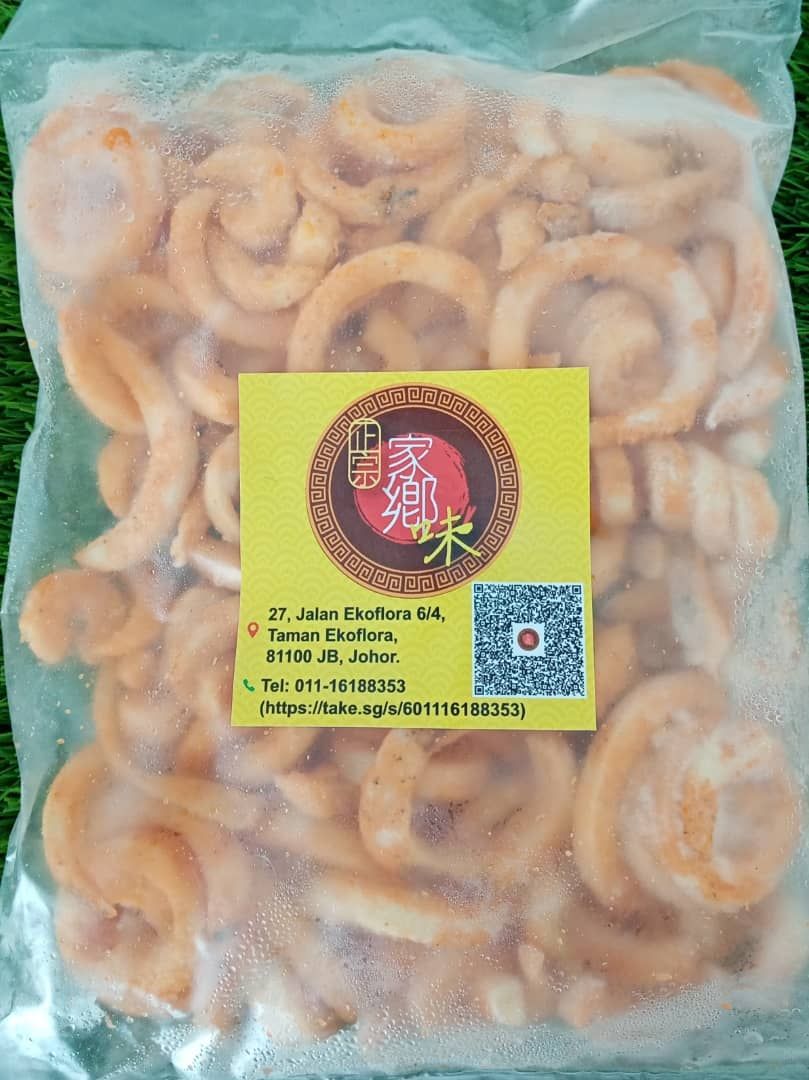 正宗
家鄉
味
27, Jalan Ekoflora 6/4,
Taman Ekoflora,
81100 JB, Johor.
Tel: 011-16188353
(https://take.sg/s/601116188353)